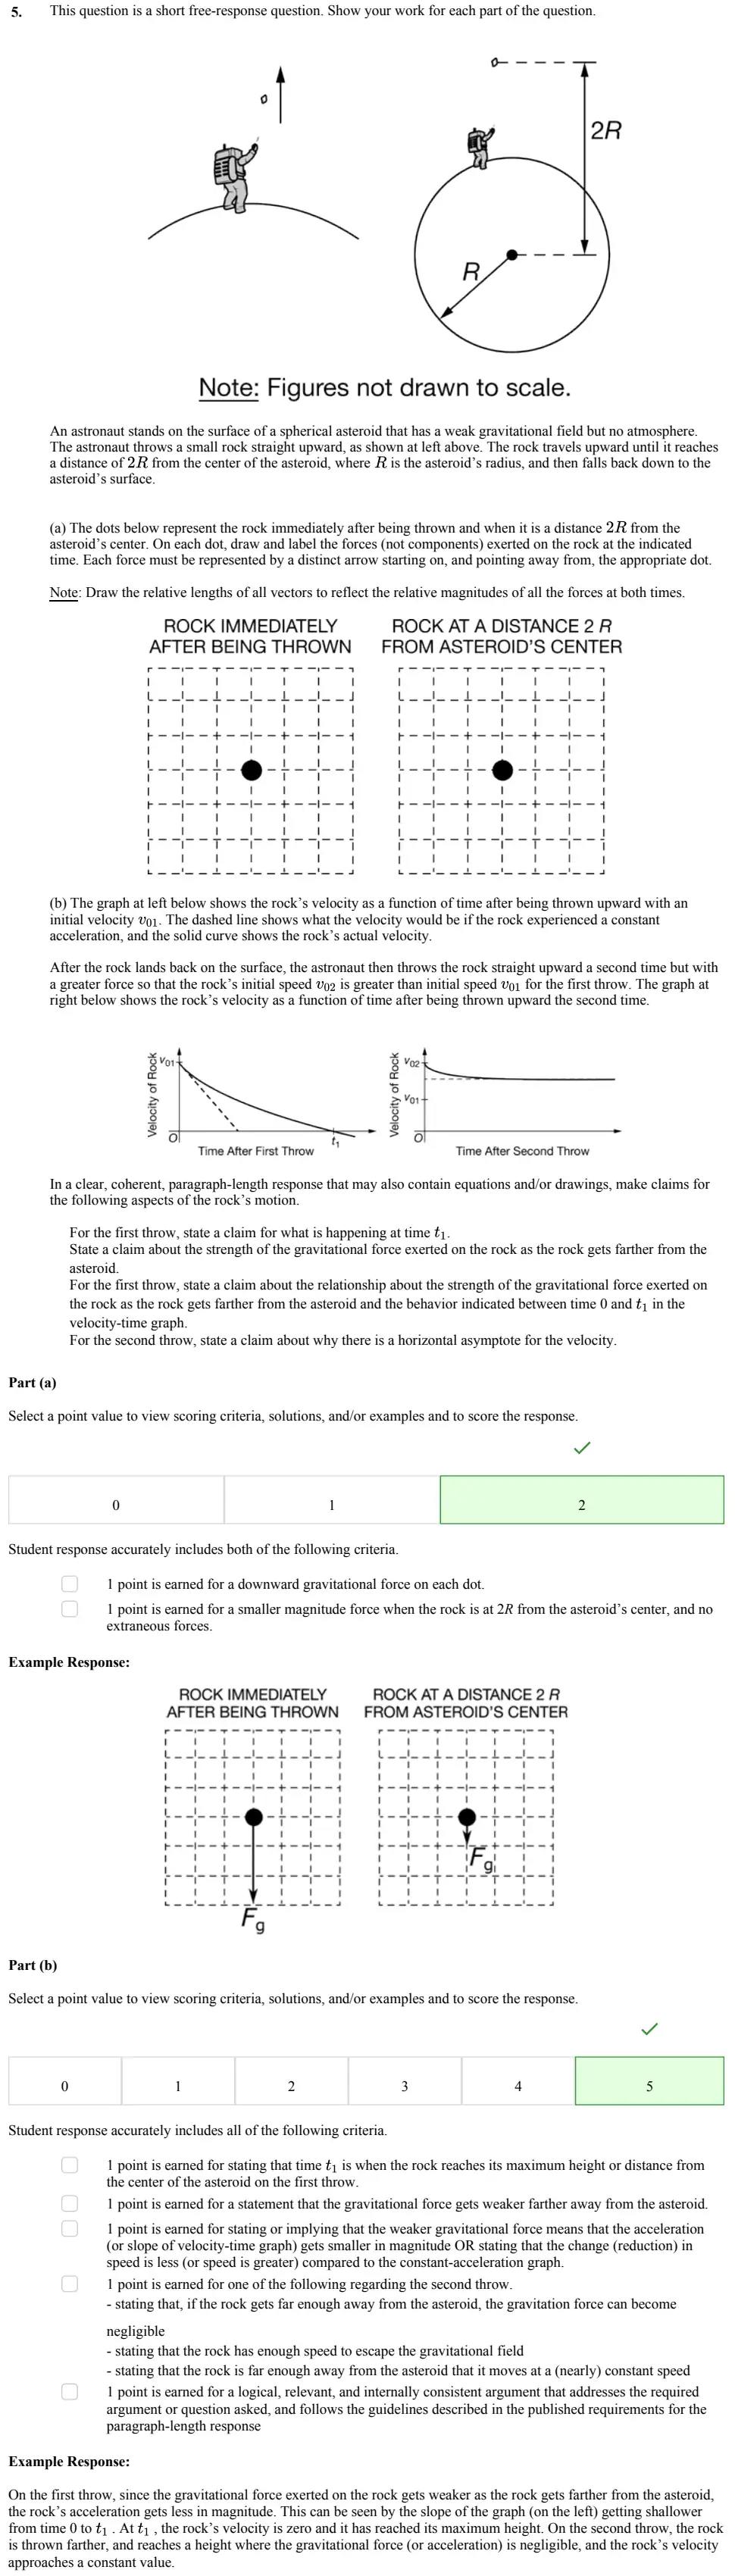 5. This question is a short free-response question. Show your work for each part of the question.
2R
R
Note: Figures not drawn to scale.
An astronaut stands on the surface of a spherical asteroid that has a weak gravitational field but no atmosphere.
The astronaut throws a small rock straight upward, as shown at left above. The rock travels upward until it reaches
a distance of 2R from the center of the asteroid, where R is the asteroid's radius, and then falls back down to the
asteroid's surface.
(a) The dots below represent the rock immediately after being thrown and when it is a distance 2R from the
asteroid's center. On each dot, draw and label the forces (not components) exerted on the rock at the indicated
time. Each force must be represented by a distinct arrow starting on, and pointing away from, the appropriate dot.
Note: Draw the relative lengths of all vectors to reflect the relative magnitudes of all the forces at both times.
ROCK IMMEDIATELY
AFTER BEING THROWN
ROCK AT A DISTANCE 2 R
FROM ASTEROID'S CENTER
(b) The graph at left below shows the rock's velocity as a function of time after being thrown upward with an
initial velocity v01. The dashed line shows what the velocity would be if the rock experienced a constant
acceleration, and the solid curve shows the rock's actual velocity.
After the rock lands back on the surface, the astronaut then throws the rock straight upward a second time but with
a greater force so that the rock's initial speed v02 is greater than initial speed v01 for the first throw. The graph at
right below shows the rock's velocity as a function of time after being thrown upward the second time.
Velocity of Rock
v01
O
t1
Time After First Throw
Velocity of Rock
v02
v01
O
Time After Second Throw
In a clear, coherent, paragraph-length response that may also contain equations and/or drawings, make claims for
the following aspects of the rock's motion.
For the first throw, state a claim for what is happening at time t1.
State a claim about the strength of the gravitational force exerted on the rock as the rock gets farther from the
asteroid.
For the first throw, state a claim about the relationship about the strength of the gravitational force exerted on
the rock as the rock gets farther from the asteroid and the behavior indicated between time 0 and t1 in the
velocity-time graph.
For the second throw, state a claim about why there is a horizontal asymptote for the velocity.
Part (a)
Select a point value to view scoring criteria, solutions, and/or examples and to score the response.
0 1 2
Student response accurately includes both of the following criteria.
1 point is earned for a downward gravitational force on each dot.
1 point is earned for a smaller magnitude force when the rock is at 2R from the asteroid's center, and no
extraneous forces.
Example Response:
ROCK IMMEDIATELY
AFTER BEING THROWN
ROCK AT A DISTANCE 2 R
FROM ASTEROID'S CENTER
Fg
Fg
Part (b)
Select a point value to view scoring criteria, solutions, and/or examples and to score the response.
0 1 2 3 4 5
Student response accurately includes all of the following criteria.
1 point is earned for stating that time t1 is when the rock reaches its maximum height or distance from
the center of the asteroid on the first throw.
1 point is earned for a statement that the gravitational force gets weaker farther away from the asteroid.
1 point is earned for stating or implying that the weaker gravitational force means that the acceleration
(or slope of velocity-time graph) gets smaller in magnitude OR stating that the change (reduction) in
speed is less (or speed is greater) compared to the constant-acceleration graph.
1 point is earned for one of the following regarding the second throw.
- stating that, if the rock gets far enough away from the asteroid, the gravitation force can become
negligible
- stating that the rock has enough speed to escape the gravitational field
- stating that the rock is far enough away from the asteroid that it moves at a (nearly) constant speed
1 point is earned for a logical, relevant, and internally consistent argument that addresses the required
argument or question asked, and follows the guidelines described in the published requirements for the
paragraph-length response
Example Response:
On the first throw, since the gravitational force exerted on the rock gets weaker as the rock gets farther from the asteroid,
the rock's acceleration gets less in magnitude. This can be seen by the slope of the graph (on the left) getting shallower
from time 0 to t1 . At t1 , the rock's velocity is zero and it has reached its maximum height. On the second throw, the rock
is thrown farther, and reaches a height where the gravitational force (or acceleration) is negligible, and the rock's velocity
approaches a constant value.